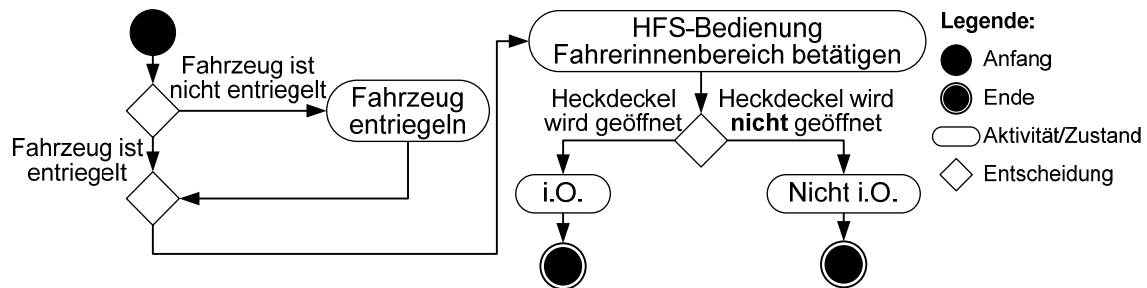 Fahrzeug ist
nicht entriegelt
Fahrzeug
entriegeln
Fahrzeug ist
entriegelt
HFS-Bedienung
Fahrerinnenbereich betätigen
Heckdeckel
wird geöffnet
Heckdeckel wird
nicht geöffnet
i.O.
Nicht i.O.
Legende:
Anfang
Ende
Aktivität/Zustand
Entscheidung